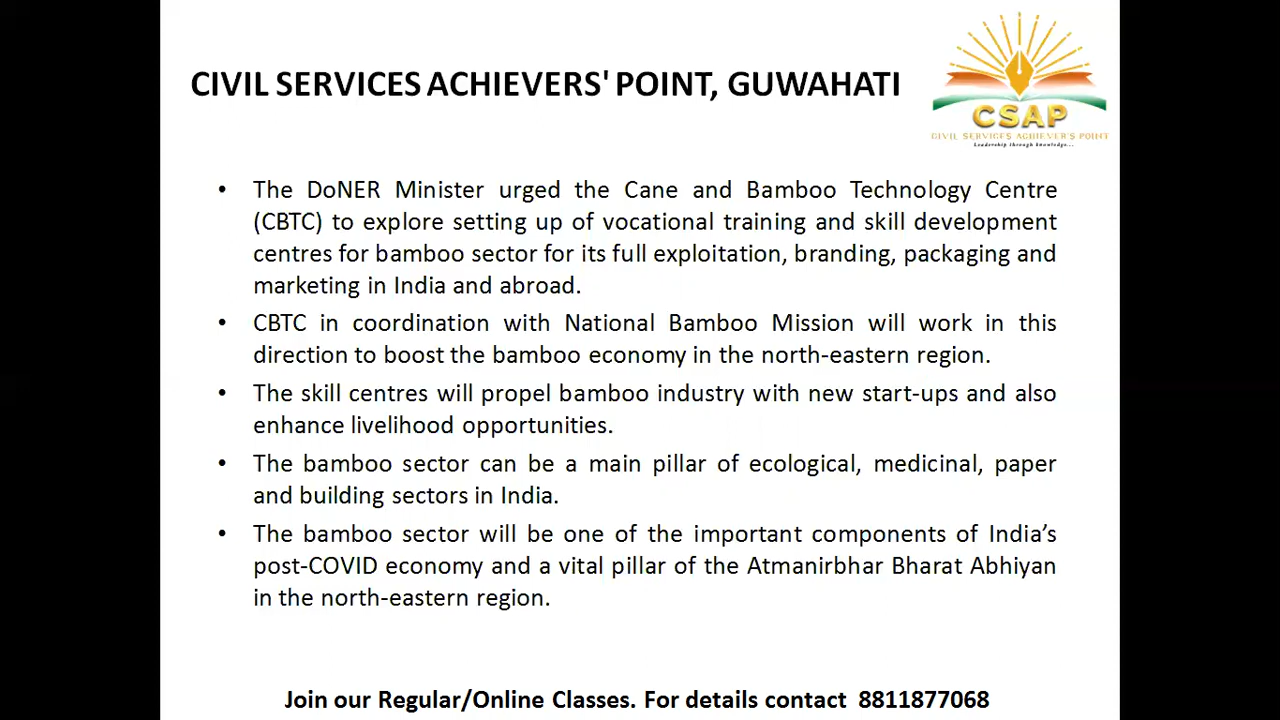 CIVIL SERVICES ACHIEVERS' POINT, GUWAHATI
CSAP
CIVIL SERVICES ACHIEVER'S POINT
Leadership through knowledge...
• The DoNER Minister urged the Cane and Bamboo Technology Centre
(CBTC) to explore setting up of vocational training and skill development
centres for bamboo sector for its full exploitation, branding, packaging and
marketing in India and abroad.
• CBTC in coordination with National Bamboo Mission will work in this
direction to boost the bamboo economy in the north-eastern region.
• The skill centres will propel bamboo industry with new start-ups and also
enhance livelihood opportunities.
• The bamboo sector can be a main pillar of ecological, medicinal, paper
and building sectors in India.
• The bamboo sector will be one of the important components of India’s
post-COVID economy and a vital pillar of the Atmanirbhar Bharat Abhiyan
in the north-eastern region.
Join our Regular/Online Classes. For details contact 8811877068